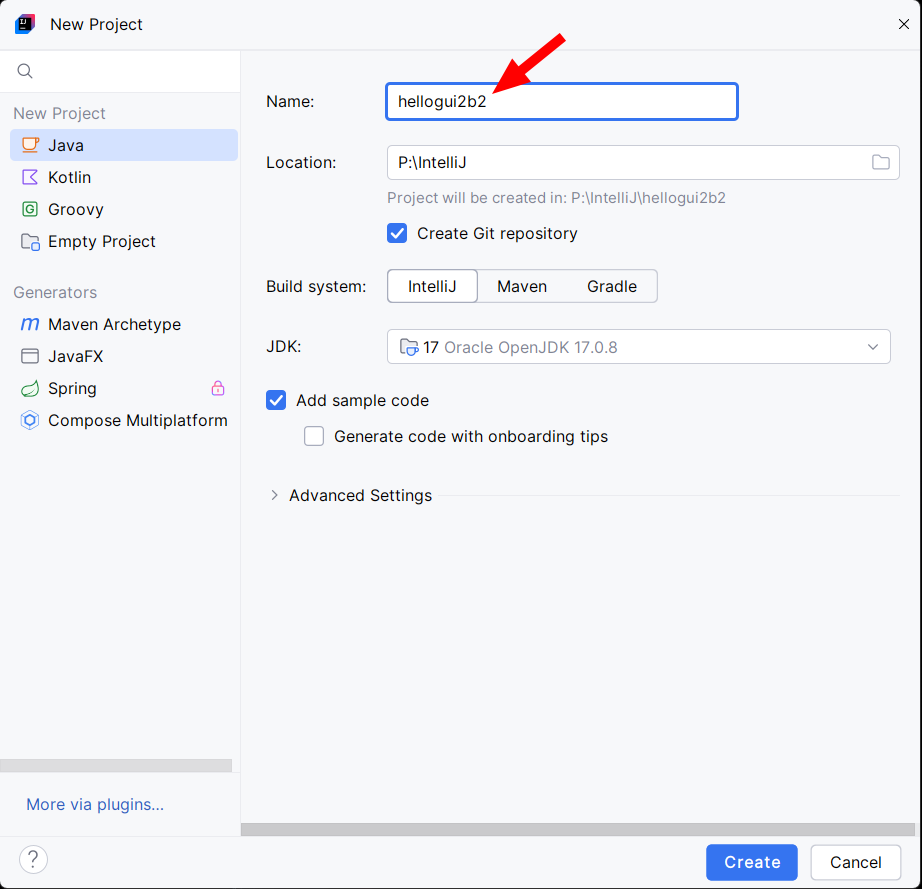 New Project
New Project
Java
Kotlin
Groovy
Empty Project
Generators
Maven Archetype
JavaFX
Spring
Compose Multiplatform
More via plugins...
Name: hellogui2b2
Location: P:\IntelliJ
Project will be created in: P:\IntelliJ\hellogui2b2
Create Git repository
Build system: IntelliJ Maven Gradle
JDK: 17 Oracle OpenJDK 17.0.8
Add sample code
Generate code with onboarding tips
Advanced Settings
? Create Cancel